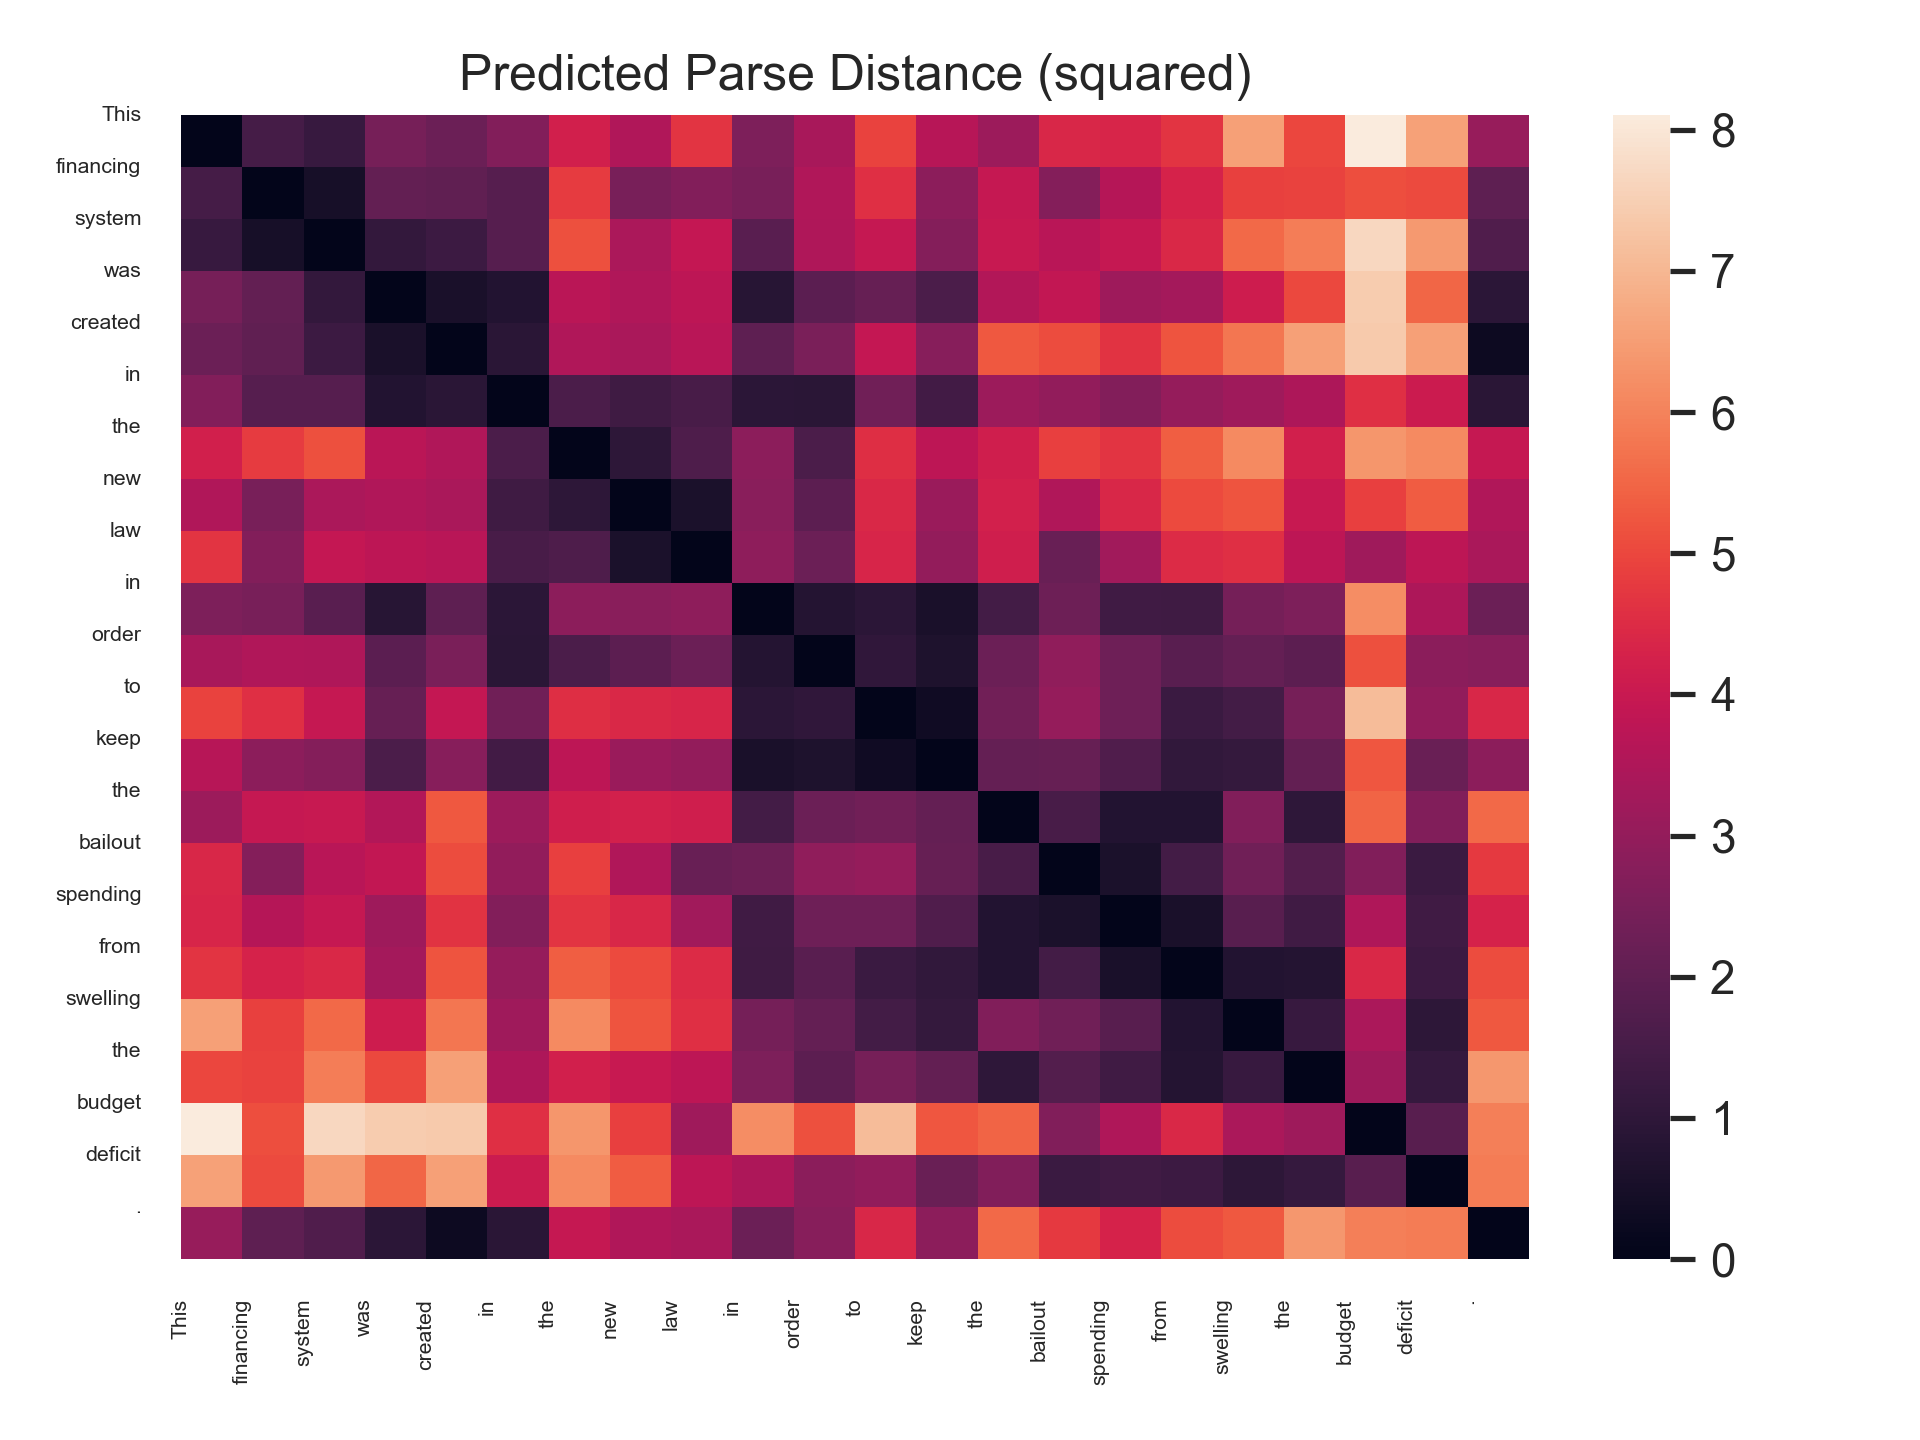 Predicted Parse Distance (squared)
This
financing
system
was
created
in
the
new
law
in
order
to
keep
the
bailout
spending
from
swelling
the
budget
deficit
.
8
7
6
5
4
3
2
1
0
This
financing
system
was
created
in
the
new
law
in
order
to
keep
the
bailout
spending
from
swelling
the
budget
deficit
.